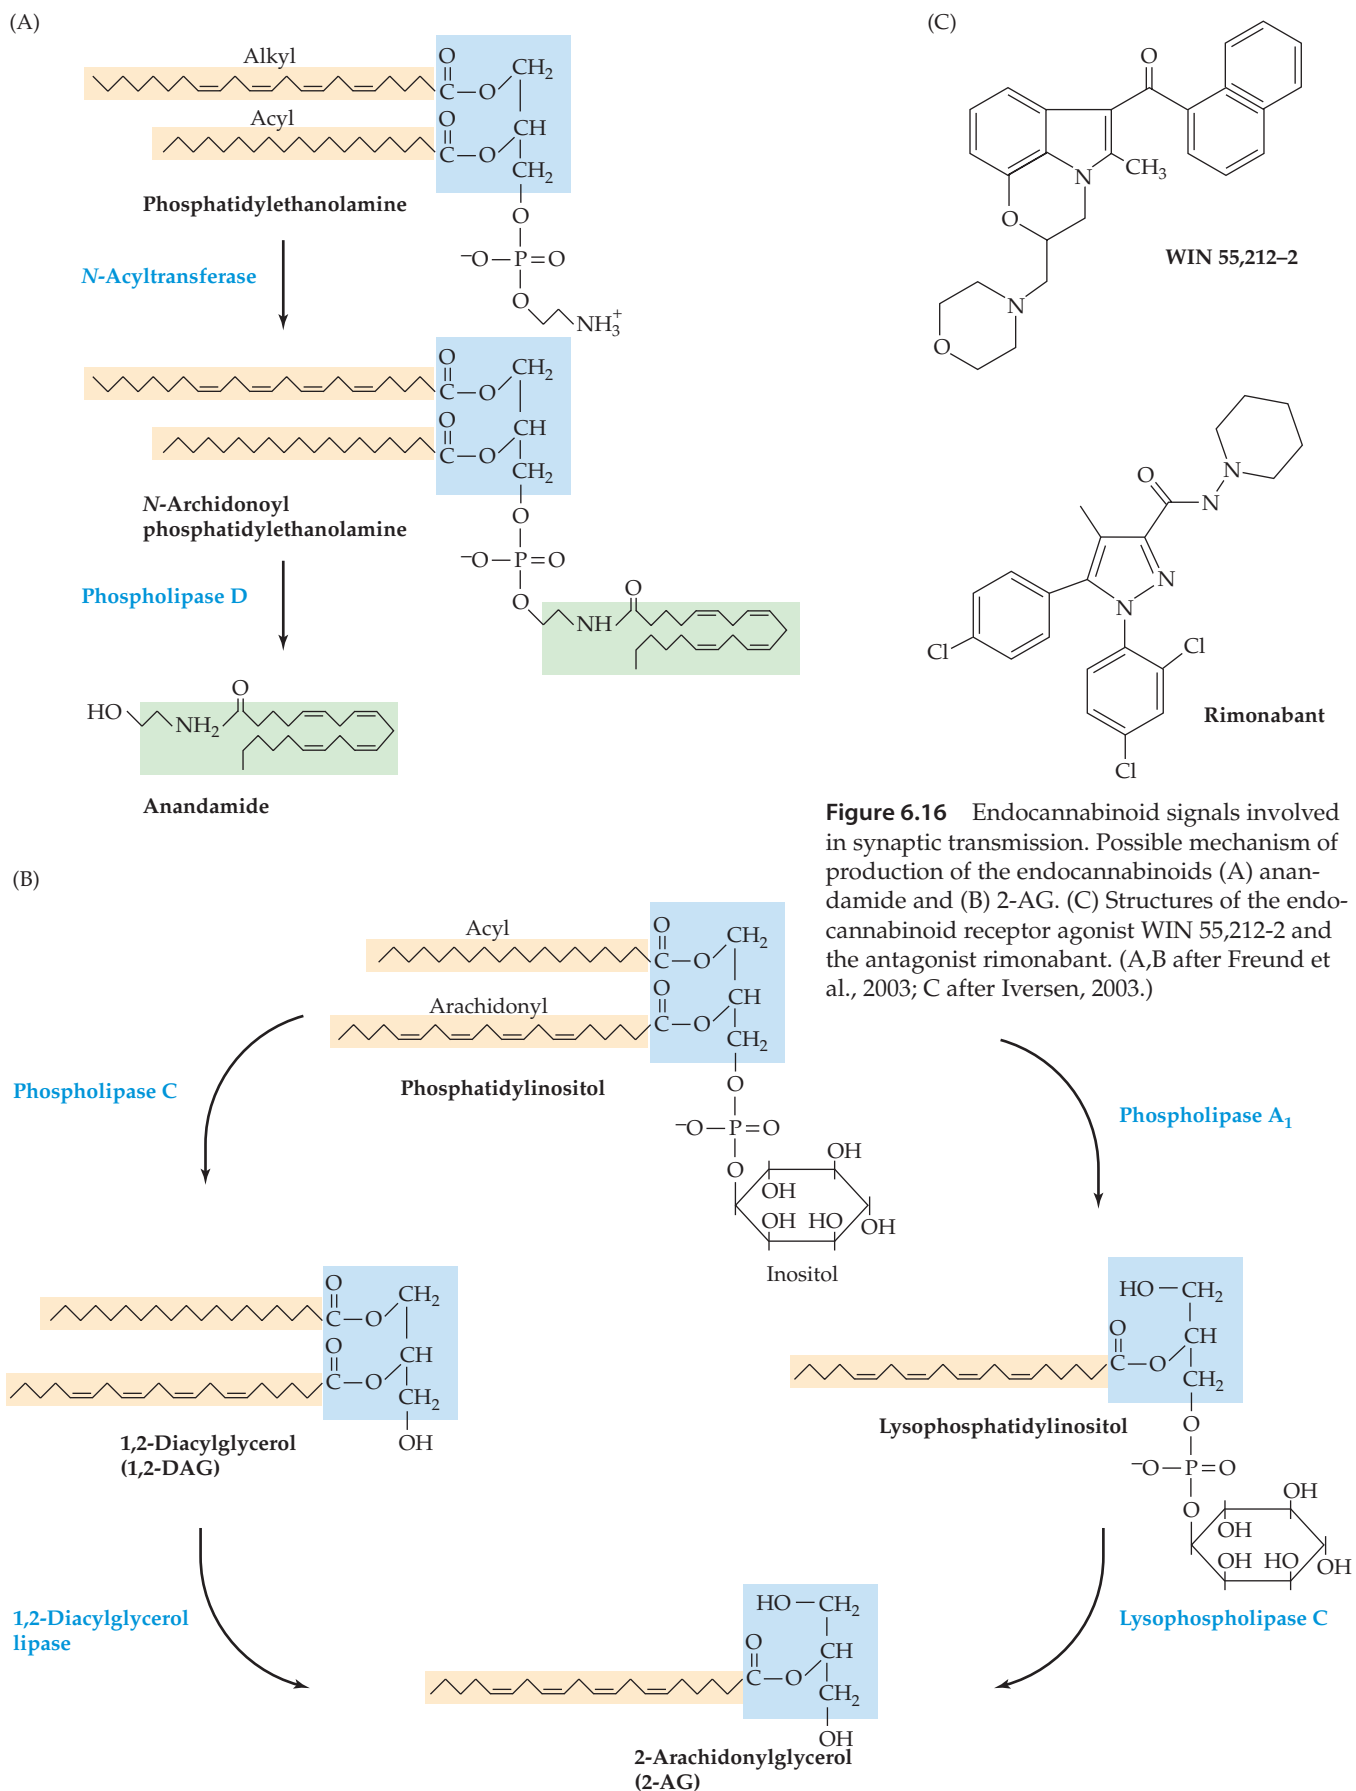 (A)
Alkyl
O
CH2
C—O
Acyl
O
CH
C—O
CH2
Phosphatidylethanolamine
O
−O—P=O
N-Acyltransferase
O
NH3+
O
CH2
C—O
O
CH
C—O
CH2
N-Archidonoyl
phosphatidylethanolamine
O
−O—P=O
Phospholipase D
O
O
NH
O
HO
NH2
Anandamide
(C)
O
N
CH3
O
WIN 55,212–2
N
O
N
O
N
N
N
Cl
Cl
Rimonabant
Cl
Figure 6.16 Endocannabinoid signals involved
in synaptic transmission. Possible mechanism of
production of the endocannabinoids (A) anan-
damide and (B) 2-AG. (C) Structures of the endo-
cannabinoid receptor agonist WIN 55,212-2 and
the antagonist rimonabant. (A,B after Freund et
al., 2003; C after Iversen, 2003.)
(B)
Acyl
O
CH2
C—O
Arachidonyl
O
CH
C—O
CH2
Phospholipase C
Phosphatidylinositol
O
−O—P=O
Phospholipase A1
O
OH
OH
OH HO
OH
Inositol
O
CH2
C—O
O
CH
C—O
CH2
OH
1,2-Diacylglycerol
(1,2-DAG)
HO—CH2
O
CH
C—O
CH2
Lysophosphatidylinositol
O
−O—P=O
O
OH
OH
OH HO
OH
1,2-Diacylglycerol
lipase
Lysophospholipase C
HO—CH2
O
CH
C—O
CH2
OH
2-Arachidonylglycerol
(2-AG)